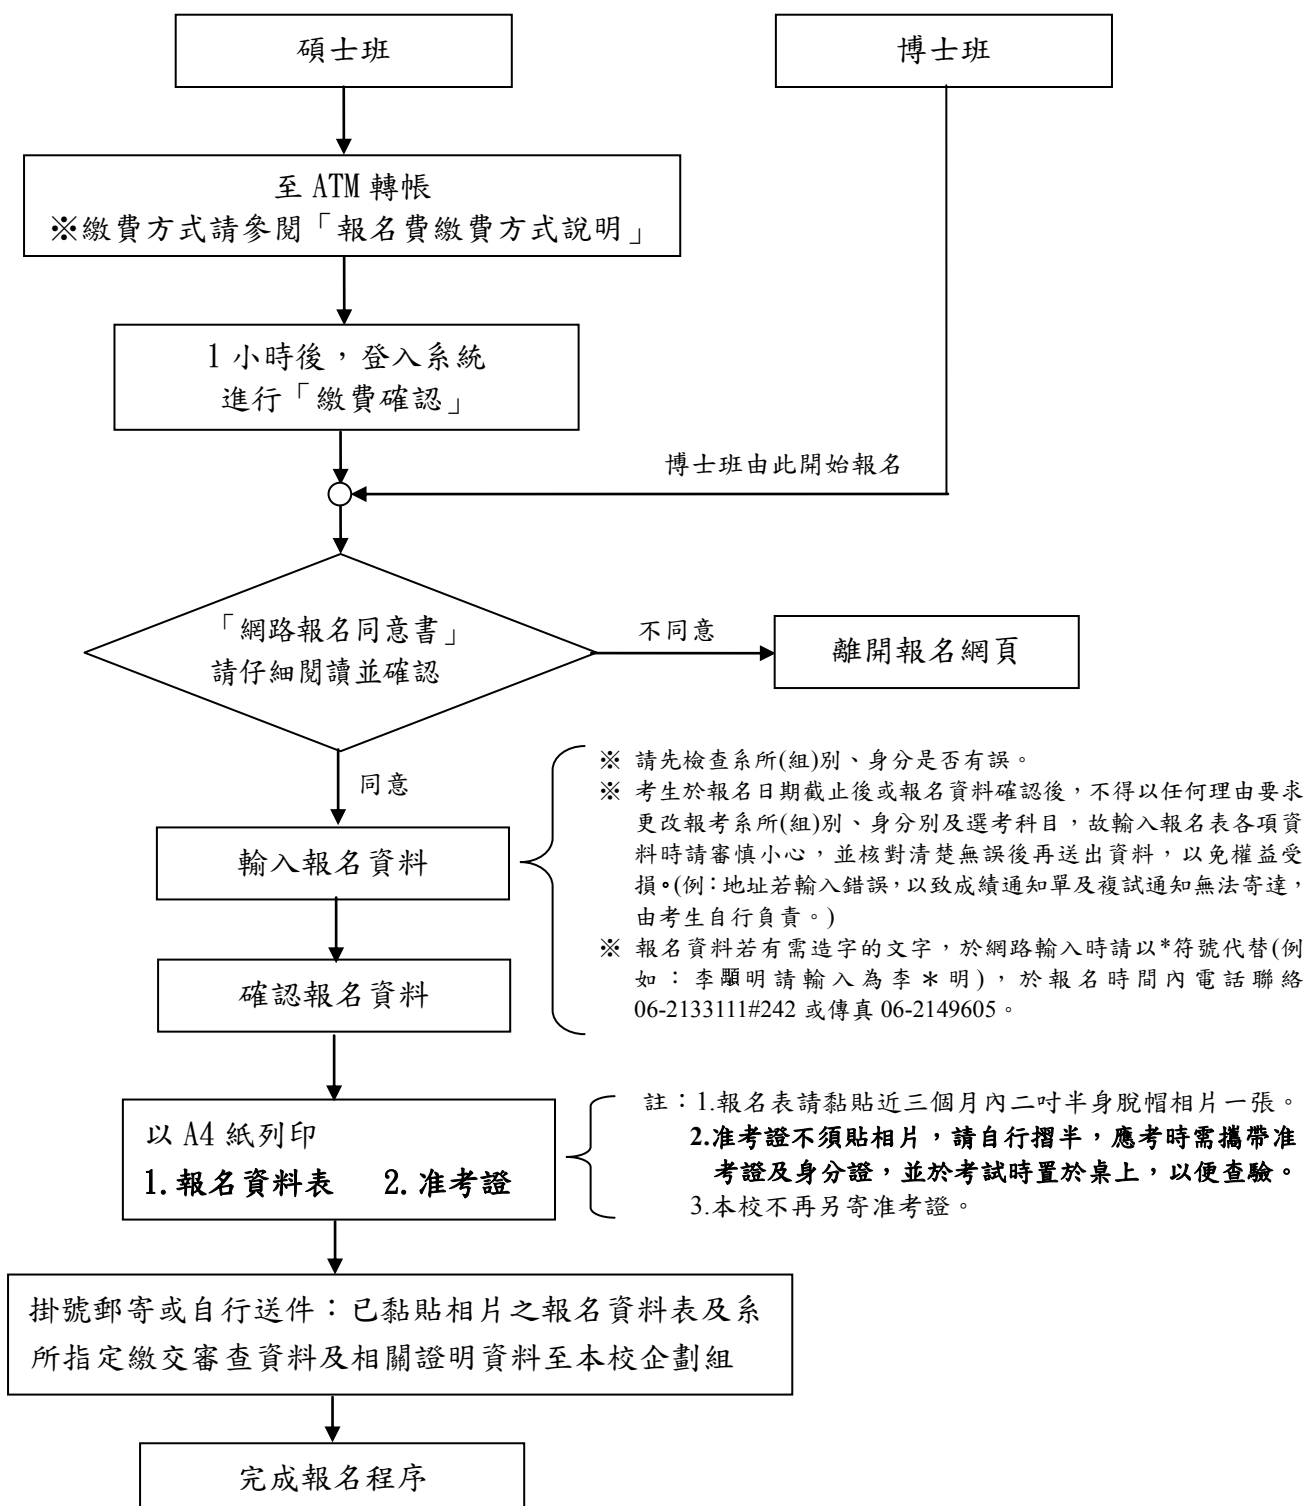 碩士班
博士班
至 ATM 轉帳
※繳費方式請參閱「報名費繳費方式說明」
1 小時後，登入系統
進行「繳費確認」
博士班由此開始報名
「網路報名同意書」
請仔細閱讀並確認
不同意
離開報名網頁
同意
輸入報名資料
確認報名資料
※ 請先檢查系所(組)別、身分是否有誤。
※ 考生於報名日期截止後或報名資料確認後，不得以任何理由要求
更改報考系所(組)別、身分別及選考科目，故輸入報名表各項資
料時請審慎小心，並核對清楚無誤後再送出資料，以免權益受
損。(例：地址若輸入錯誤，以致成績通知單及複試通知無法寄達，
由考生自行負責。)
※ 報名資料若有需造字的文字，於網路輸入時請以*符號代替(例
如：李顯明請輸入為李＊明)，於報名時間內電話聯絡
06-2133111#242 或傳真 06-2149605。
以 A4 紙列印
1.報名資料表 2.准考證
註：1.報名表請黏貼近三個月內二吋半身脫帽相片一張。
2.准考證不須貼相片，請自行摺半，應考時需攜帶准
考證及身分證，並於考試時置於桌上，以便查驗。
3.本校不再另寄准考證。
掛號郵寄或自行送件：已黏貼相片之報名資料表及系
所指定繳交審查資料及相關證明資料至本校企劃組
完成報名程序